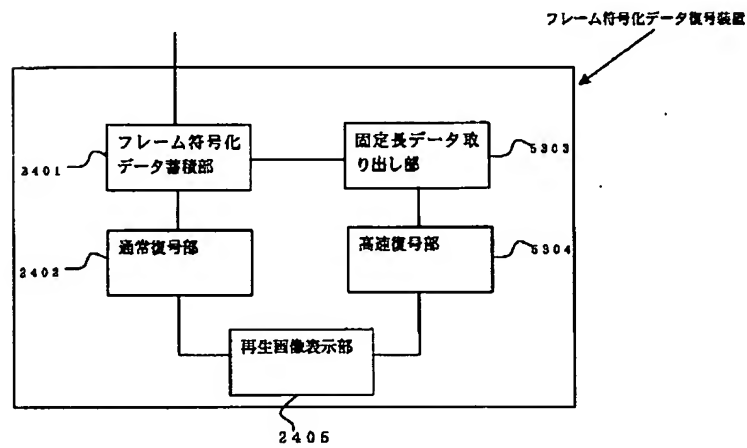 フレーム符号化データ復号装置
フレーム符号化
データ蓄積部
2401
固定長データ取
り出し部
5303
通常復号部
2402
高速復号部
5304
再生画像表示部
2405